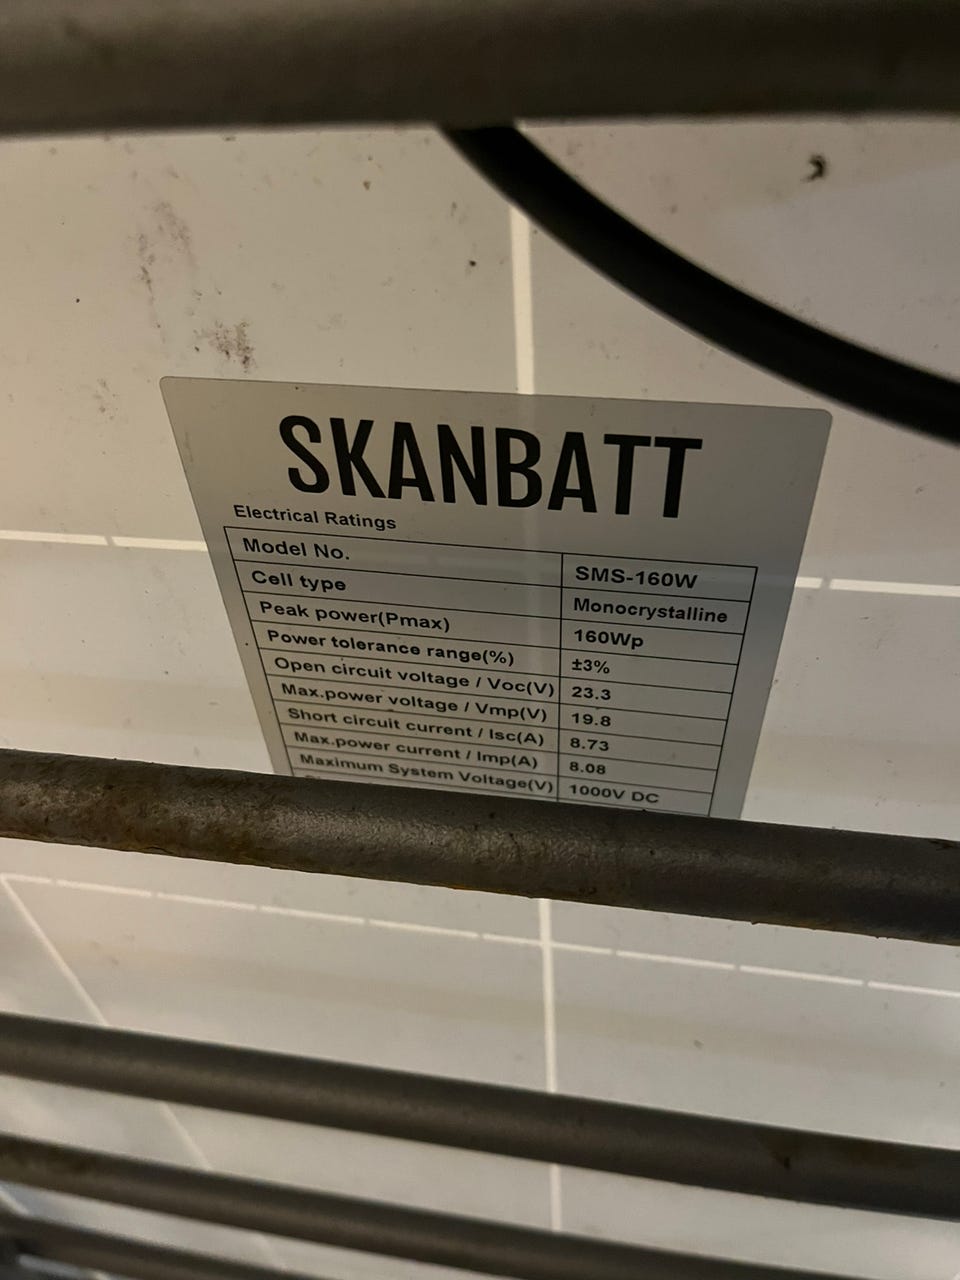 SKANBATT
Electrical Ratings
Model No. SMS-160W
Cell type Monocrystalline
Peak power(Pmax) 160Wp
Power tolerance range(%) ±3%
Open circuit voltage / Voc(V) 23.3
Max.power voltage / Vmp(V) 19.8
Short circuit current / Isc(A) 8.73
Max.power current / Imp(A) 8.08
Maximum System Voltage(V) 1000V DC